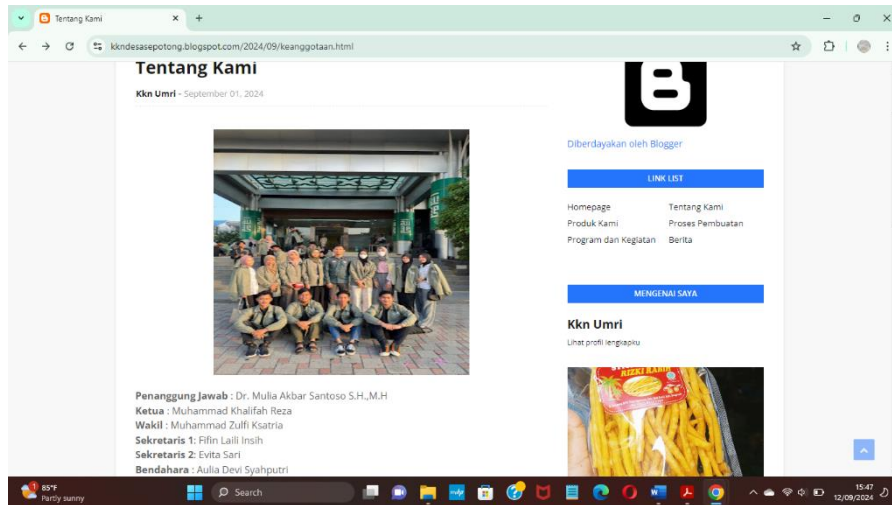 Tentang Kami
kkndesasepotong.blogspot.com/2024/09/keanggotaan.html
Tentang Kami
Kkn Umri - September 01, 2024
Penanggung Jawab : Dr. Mulia Akbar Santoso S.H.,M.H
Ketua : Muhammad Khalifah Reza
Wakil : Muhammad Zulfi Ksatria
Sekretaris 1: Fifin Laili Insih
Sekretaris 2: Evita Sari
Bendahara : Aulia Devi Syahputri
Diberdayakan oleh Blogger
LINK LIST
Homepage Tentang Kami
Produk Kami Proses Pembuatan
Program dan Kegiatan Berita
MENGENAI SAYA
Kkn Umri
Lihat profil lengkapku
1
85°F
Partly sunny
Search
15:47
12/09/2024